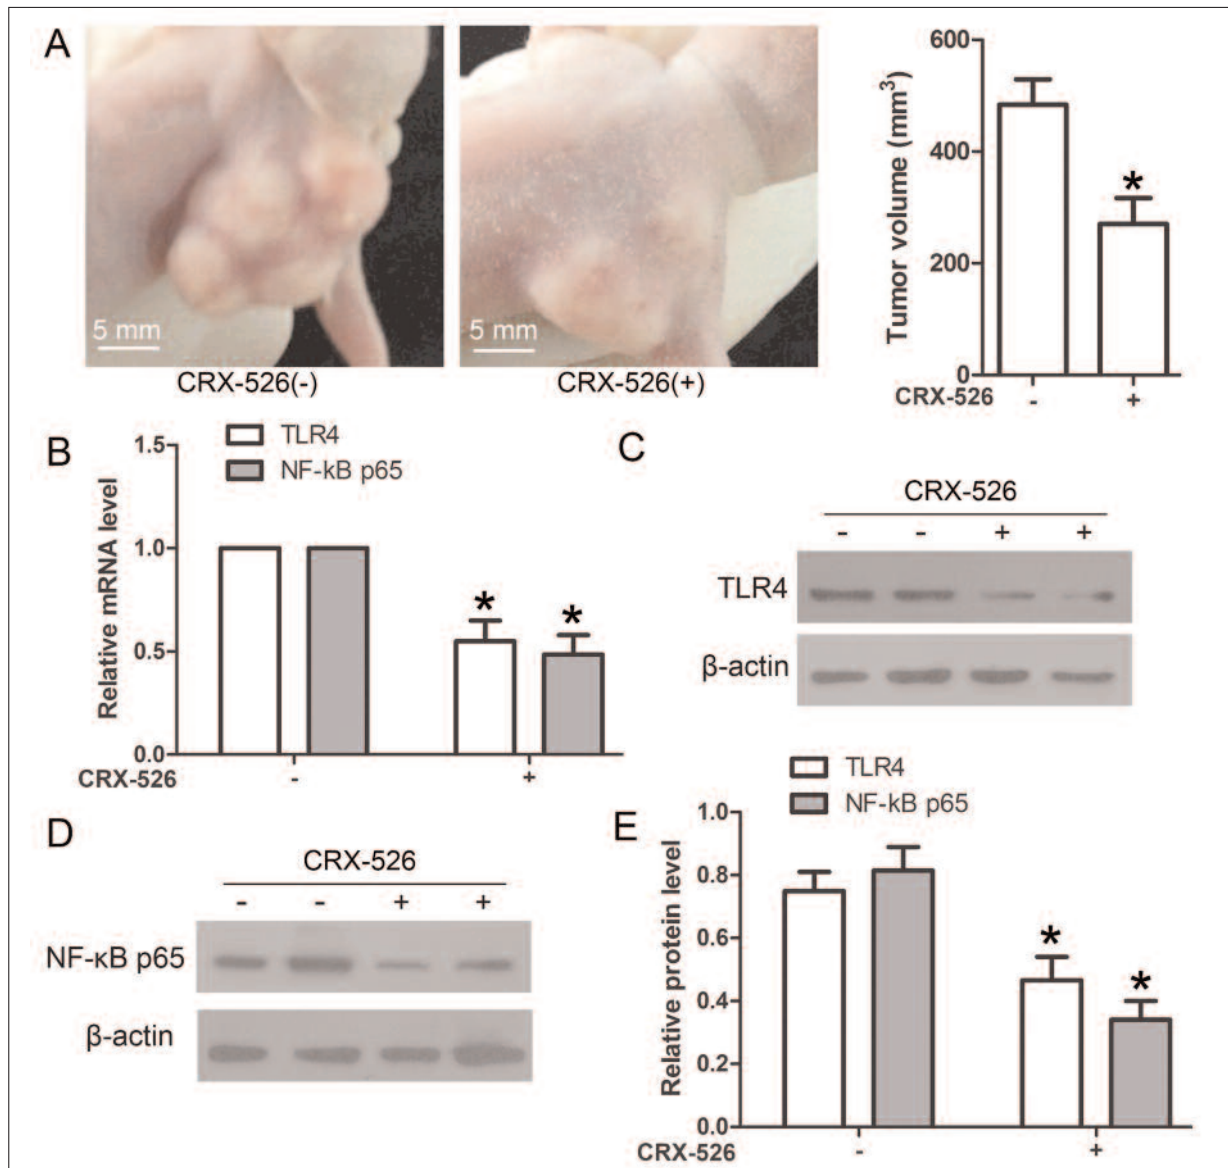 A
5 mm
CRX-526(-)
5 mm
CRX-526(+)
Tumor volume (mm³)
600
400
200
0
*
CRX-526
-
+
B
TLR4
NF-kB p65
Relative mRNA level
1.5
1.0
0.5
0.0
*
*
CRX-526
-
+
C
CRX-526
- - + +
TLR4
β-actin
D
CRX-526
- - + +
NF-κB p65
β-actin
E
TLR4
NF-kB p65
Relative protein level
1.0
0.8
0.6
0.4
0.2
0.0
*
*
CRX-526
-
+